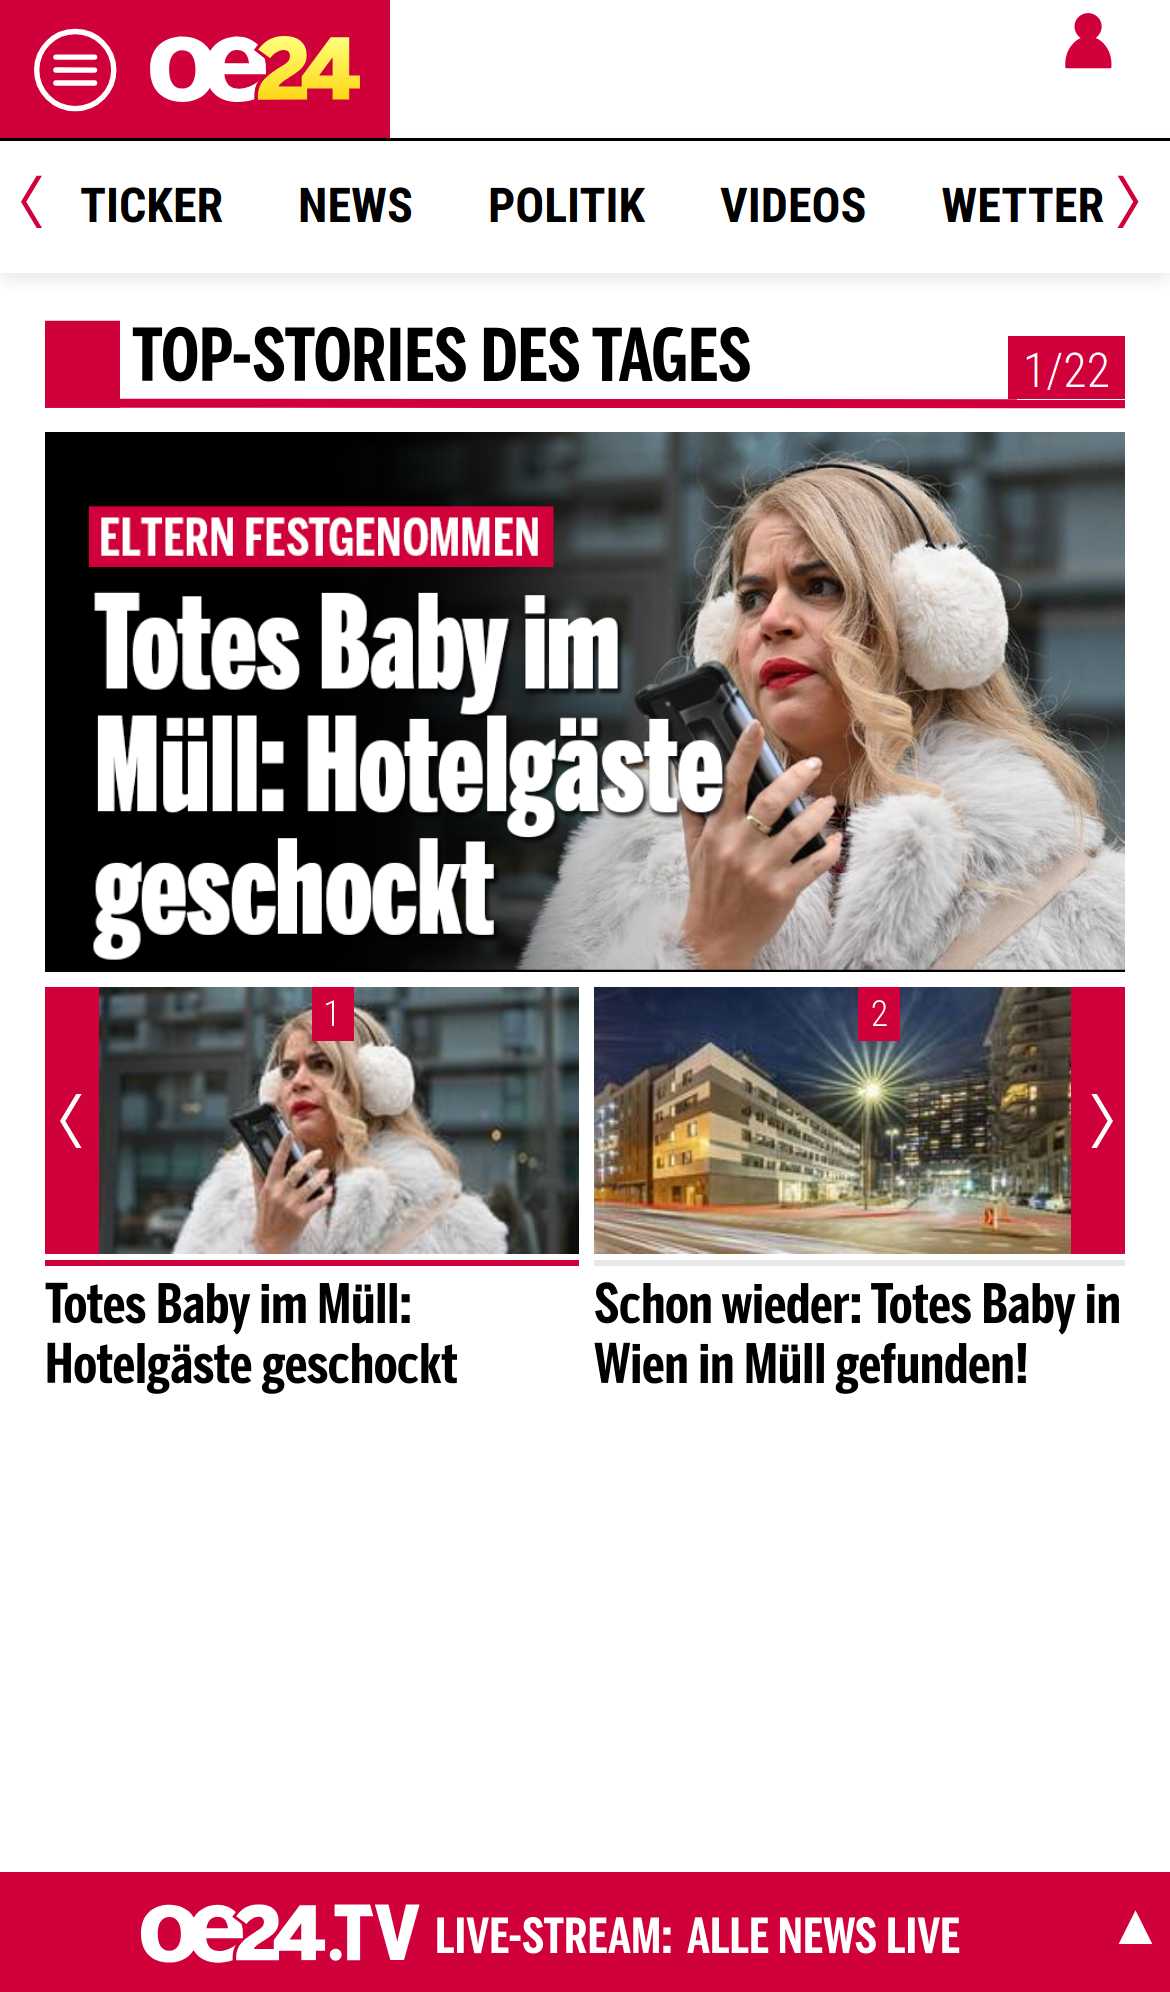 oe24
TICKER NEWS POLITIK VIDEOS WETTER
TOP-STORIES DES TAGES
1/22
ELTERN FESTGENOMMEN
Totes Baby im
Müll: Hotelgäste
geschockt
1
2
Totes Baby im Müll:
Hotelgäste geschockt
Schon wieder: Totes Baby in
Wien in Müll gefunden!
oe24.TV LIVE-STREAM: ALLE NEWS LIVE